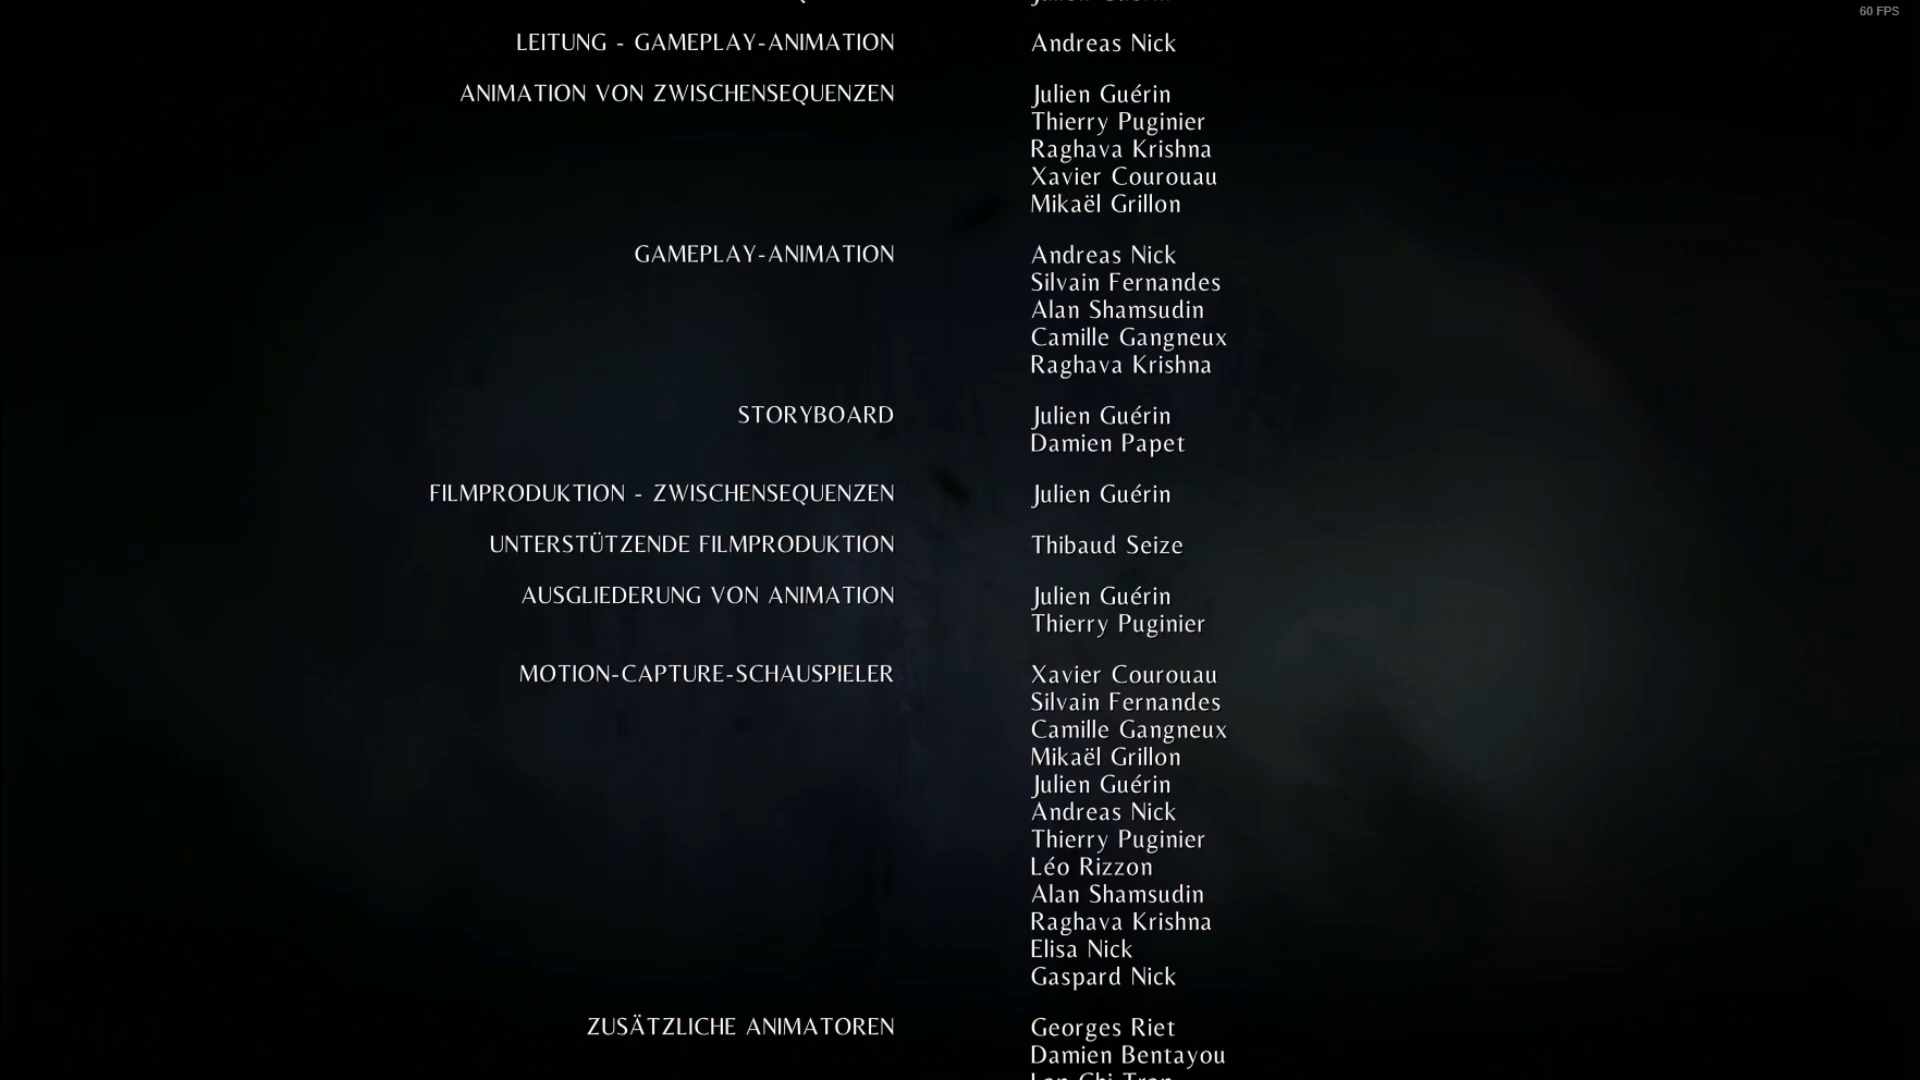 60 FPS
LEITUNG - GAMEPLAY-ANIMATION Andreas Nick
ANIMATION VON ZWISCHENSEQUENZEN Julien Guérin
Thierry Puginier
Raghava Krishna
Xavier Courouau
Mikaël Grillon
GAMEPLAY-ANIMATION Andreas Nick
Silvain Fernandes
Alan Shamsudin
Camille Gangneux
Raghava Krishna
STORYBOARD Julien Guérin
Damien Papet
FILMPRODUKTION - ZWISCHENSEQUENZEN Julien Guérin
UNTERSTÜTZENDE FILMPRODUKTION Thibaud Seize
AUSGLIEDERUNG VON ANIMATION Julien Guérin
Thierry Puginier
MOTION-CAPTURE-SCHAUSPIELER Xavier Courouau
Silvain Fernandes
Camille Gangneux
Mikaël Grillon
Julien Guérin
Andreas Nick
Thierry Puginier
Léo Rizzon
Alan Shamsudin
Raghava Krishna
Elisa Nick
Gaspard Nick
ZUSÄTZLICHE ANIMATOREN Georges Riet
Damien Bentayou